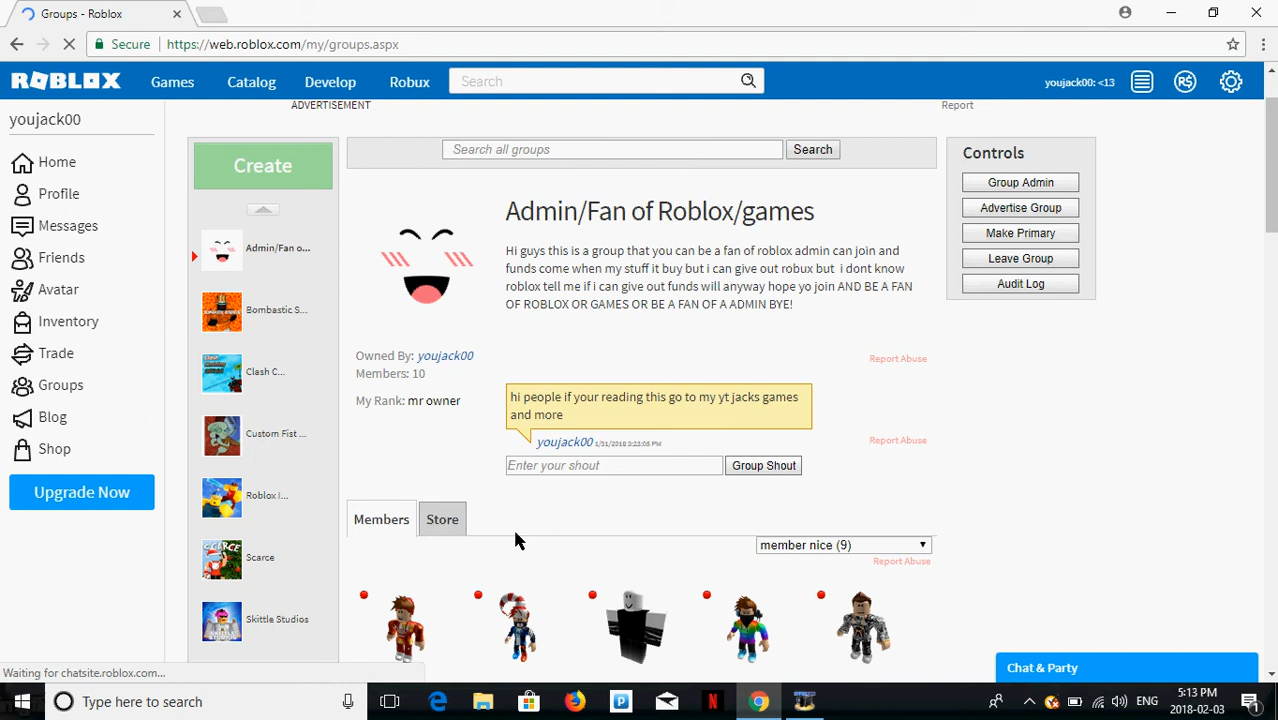 Groups - Roblox
Secure https://web.roblox.com/my/groups.aspx
ROBLOX Games Catalog Develop Robux Search youjack00: <13 R$
ADVERTISEMENT Report
youjack00
Home
Profile
Messages
Friends
Avatar
Inventory
Trade
Groups
Blog
Shop
Upgrade Now
Create
Admin/Fan o...
Bombastic S...
Clash C...
Custom Fist ...
Roblox I...
Scarce
Skittle Studios
Search all groups Search
Admin/Fan of Roblox/games
Hi guys this is a group that you can be a fan of roblox admin can join and
funds come when my stuff it buy but i can give out robux but i dont know
roblox tell me if i can give out funds will anyway hope yo join AND BE A FAN
OF ROBLOX OR GAMES OR BE A FAN OF A ADMIN BYE!
Owned By: youjack00
Members: 10
My Rank: mr owner
Report Abuse
hi people if your reading this go to my yt jacks games
and more
youjack00 1/31/2018 3:23:05 PM
Report Abuse
Enter your shout Group Shout
Members Store
member nice (9)
Report Abuse
Controls
Group Admin
Advertise Group
Make Primary
Leave Group
Audit Log
Waiting for chatsite.roblox.com...
Chat & Party
Type here to search
ENG
5:13 PM
2018-02-03